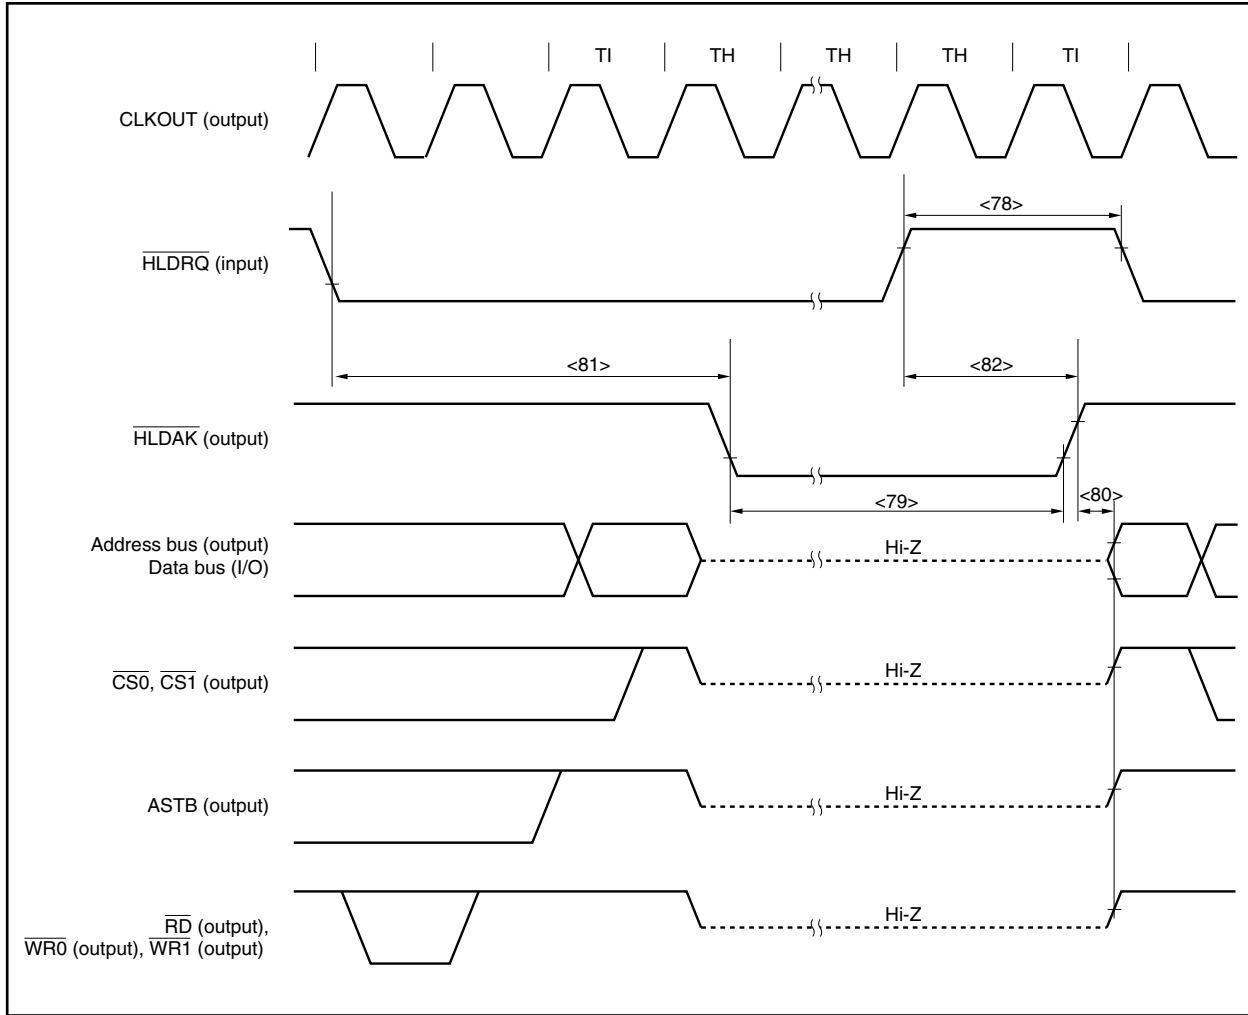 TI TH TH TH TI
CLKOUT (output)
<78>
HLDRQ (input)
<81> <82>
HLDAK (output)
<79> <80>
Address bus (output)
Data bus (I/O)
Hi-Z
CS0, CS1 (output)
Hi-Z
ASTB (output)
Hi-Z
RD (output),
WR0 (output), WR1 (output)
Hi-Z